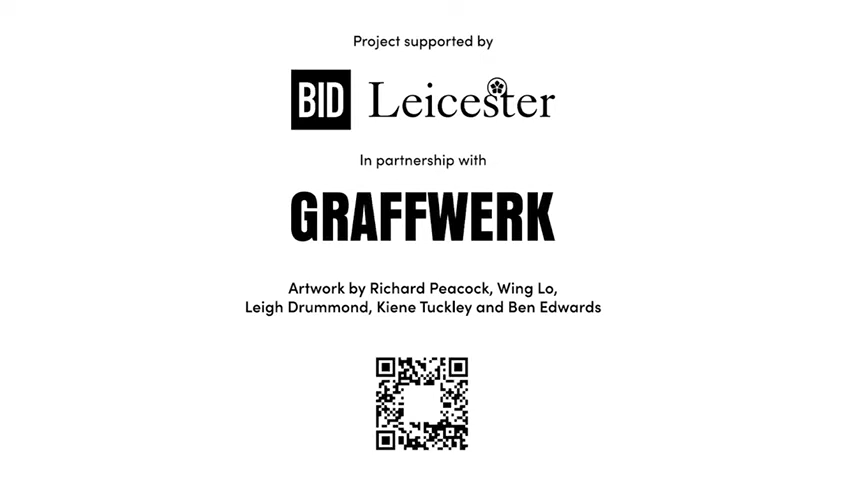 Project supported by
BID Leicester
In partnership with
GRAFFWERK
Artwork by Richard Peacock, Wing Lo,
Leigh Drummond, Kiene Tuckley and Ben Edwards